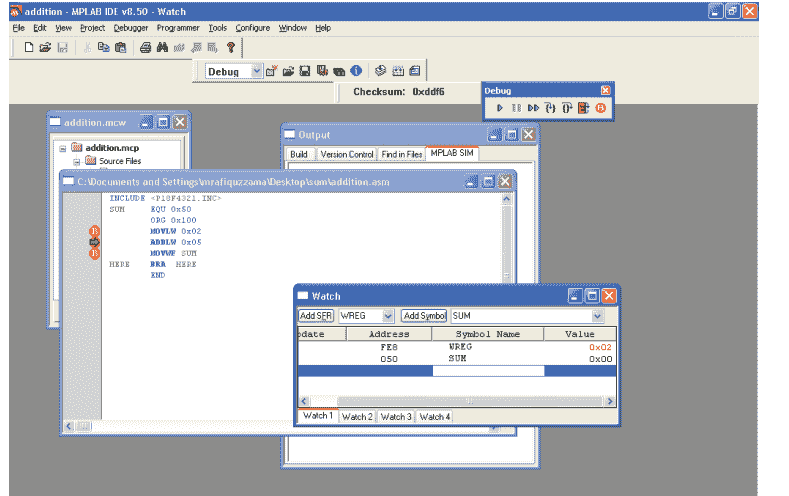 addition - MPLAB IDE v8.50 - Watch
File Edit View Project Debugger Programmer Tools Configure Window Help
Debug
Checksum: 0xddf6
Debug
addition.mcw
addition.mcp
Source Files
Output
Build Version Control Find in Files MPLAB SIM
C:\Documents and Settings\mrafiquzzama\Desktop\sum\addition.asm
INCLUDE <P18F4321.INC>
SUM EQU 0x50
ORG 0x100
MOVLW 0x02
ADDLW 0x05
MOVWF SUM
HERE BRA HERE
END
Watch
Add SFR WREG Add Symbol SUM
pdate Address Symbol Name Value
FE8 WREG 0x02
050 SUM 0x00
Watch 1 Watch 2 Watch 3 Watch 4